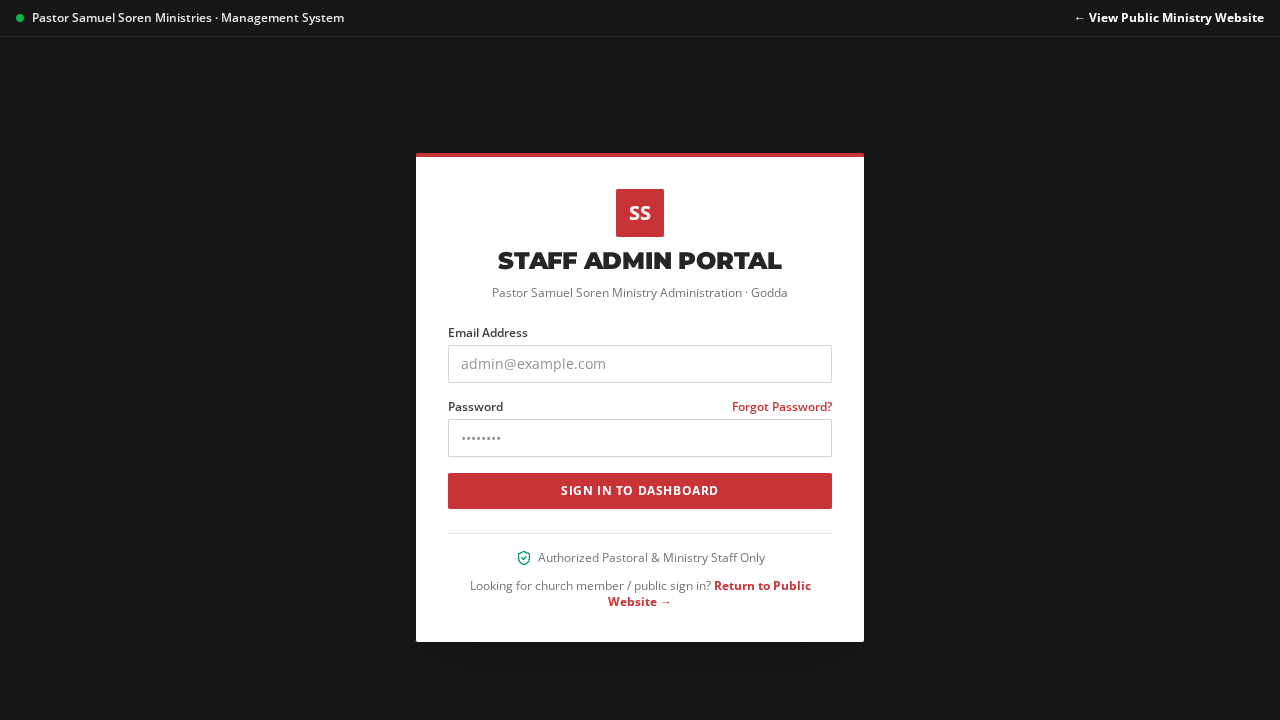 Pastor Samuel Soren Ministries · Management System
← View Public Ministry Website
SS
STAFF ADMIN PORTAL
Pastor Samuel Soren Ministry Administration · Godda
Email Address
admin@example.com
Password
Forgot Password?
••••••••
SIGN IN TO DASHBOARD
Authorized Pastoral & Ministry Staff Only
Looking for church member / public sign in? Return to Public
Website →